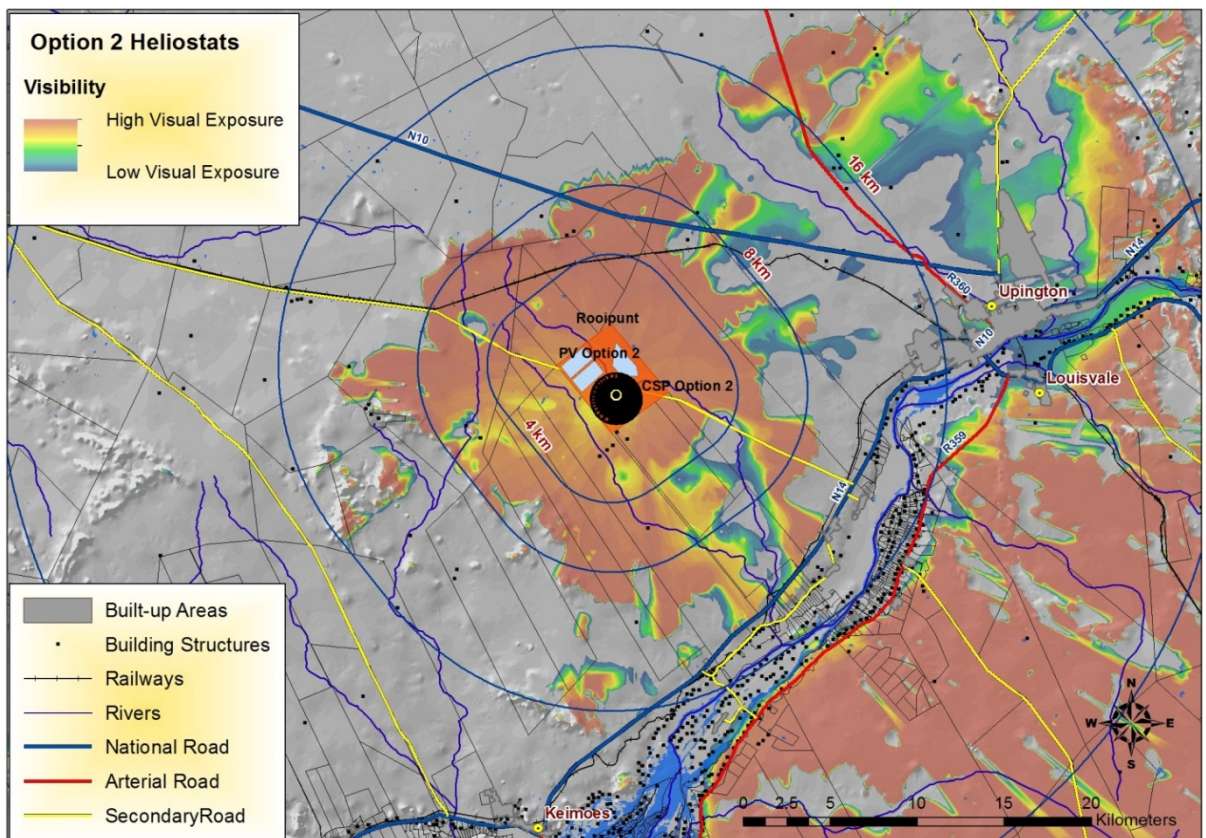 Option 2 Heliostats
Visibility
High Visual Exposure
Low Visual Exposure
N10
16 km
8 km
N14
R360
Upington
Rooipunt
PV Option 2
CSP Option 2
N10
Louisvale
4 km
R359
N14
Built-up Areas
Building Structures
Railways
Rivers
National Road
Arterial Road
SecondaryRoad
Keimoes
N
W E
S
0 2.5 5 10 15 20
Kilometers